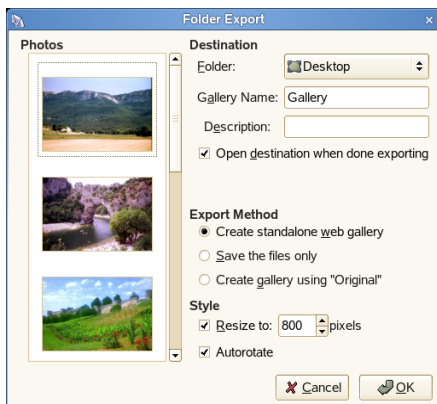 Folder Export
Photos
Destination
Folder:
Desktop
Gallery Name:
Gallery
Description:
Open destination when done exporting
Export Method
Create standalone web gallery
Save the files only
Create gallery using "Original"
Style
Resize to:
800
pixels
Autorotate
Cancel
OK